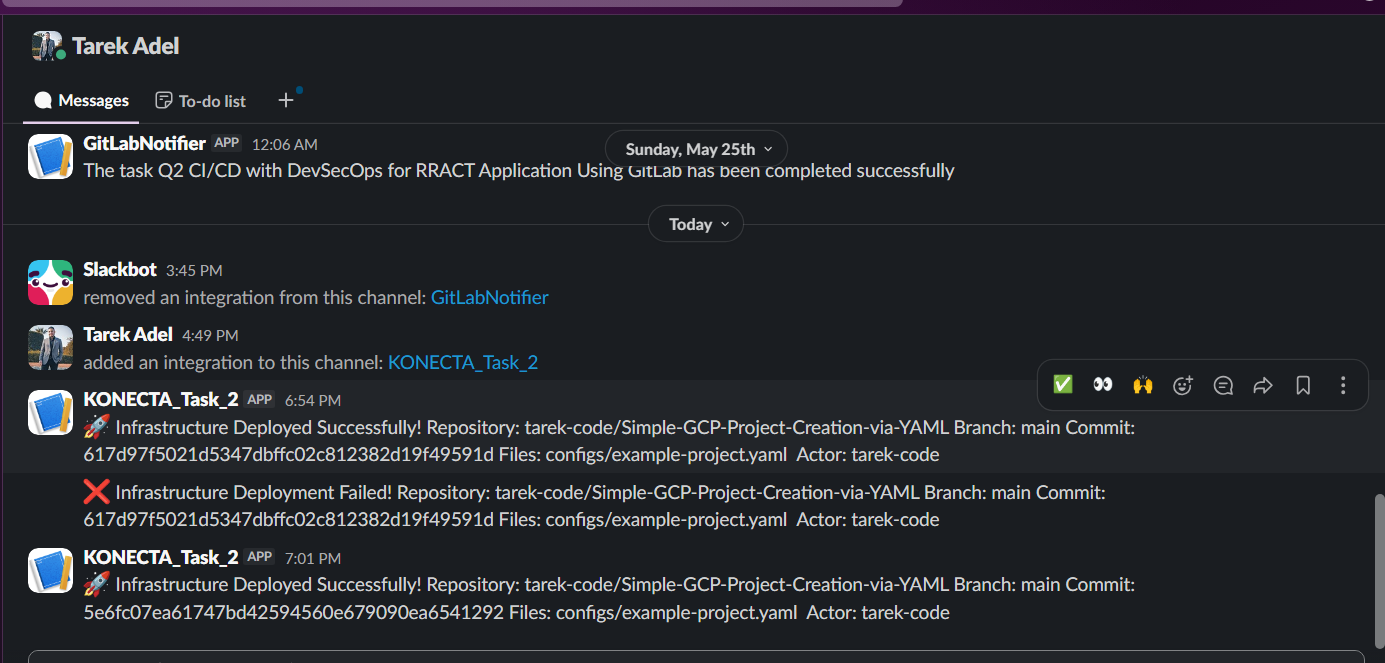 Tarek Adel
Messages
To-do list
GitLabNotifier APP 12:06 AM
Sunday, May 25th
The task Q2 CI/CD with DevSecOps for RRACT Application Using GitLab has been completed successfully
Today
Slackbot 3:45 PM
removed an integration from this channel: GitLabNotifier
Tarek Adel 4:49 PM
added an integration to this channel: KONECTA_Task_2
KONECTA_Task_2 APP 6:54 PM
🚀 Infrastructure Deployed Successfully! Repository: tarek-code/Simple-GCP-Project-Creation-via-YAML Branch: main Commit:
617d97f5021d5347dbffc02c812382d19f49591d Files: configs/example-project.yaml Actor: tarek-code
❌ Infrastructure Deployment Failed! Repository: tarek-code/Simple-GCP-Project-Creation-via-YAML Branch: main Commit:
617d97f5021d5347dbffc02c812382d19f49591d Files: configs/example-project.yaml Actor: tarek-code
KONECTA_Task_2 APP 7:01 PM
🚀 Infrastructure Deployed Successfully! Repository: tarek-code/Simple-GCP-Project-Creation-via-YAML Branch: main Commit:
5e6fc07ea61747bd42594560e679090ea6541292 Files: configs/example-project.yaml Actor: tarek-code